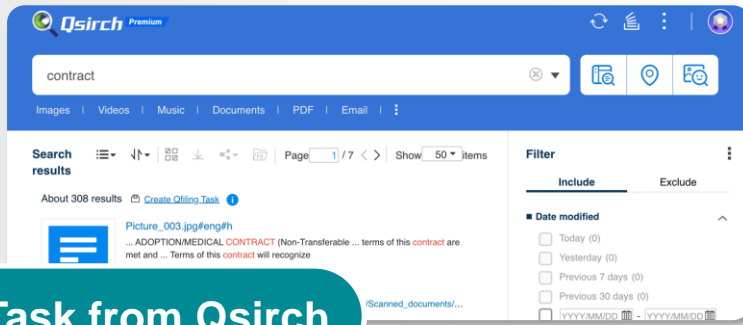 Qsirch Premium
contract
Images | Videos | Music | Documents | PDF | Email
Search results
Page 1 / 7 < > Show 50 items
About 308 results Create Qfiling Task
Picture_003.jpg#eng#h
... ADOPTION/MEDICAL CONTRACT (Non-Transferable ... terms of this contract are
met and ... Terms of this contract will recognize
/Scanned_documents/...
Filter
Include Exclude
Date modified
Today (0)
Yesterday (0)
Previous 7 days (0)
Previous 30 days (0)
YYYY/MM/DD - YYYY/MM/DD
Task from Qsirch